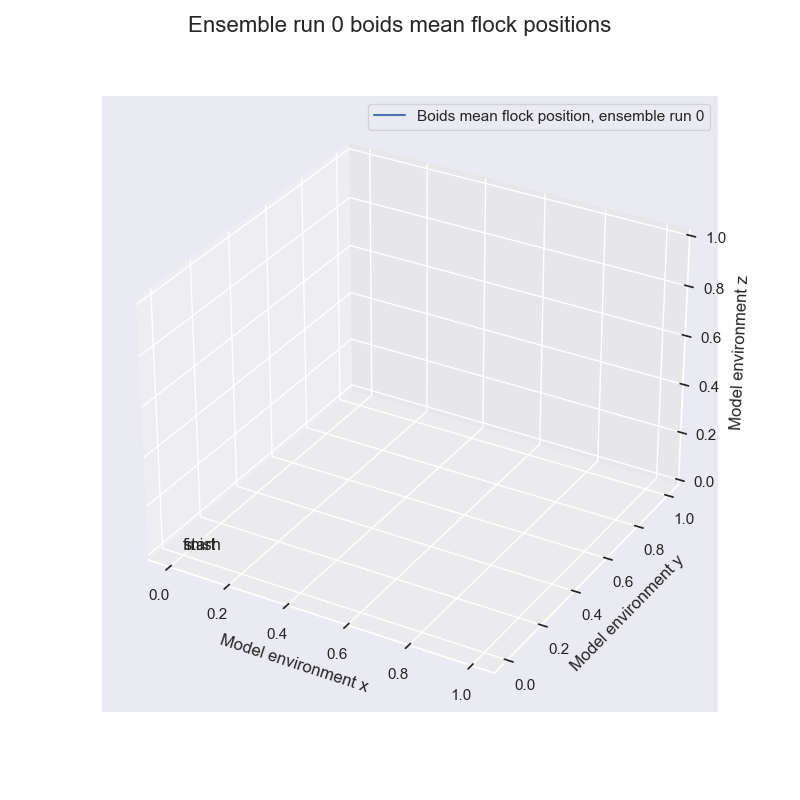 Ensemble run 0 boids mean flock positions
Boids mean flock position, ensemble run 0
1.0
0.8
0.6
0.4
0.2
0.0
Model environment z
1.0
0.8
0.6
0.4
0.2
0.0
Model environment y
start
finish
0.0
0.2
0.4
0.6
0.8
1.0
Model environment x